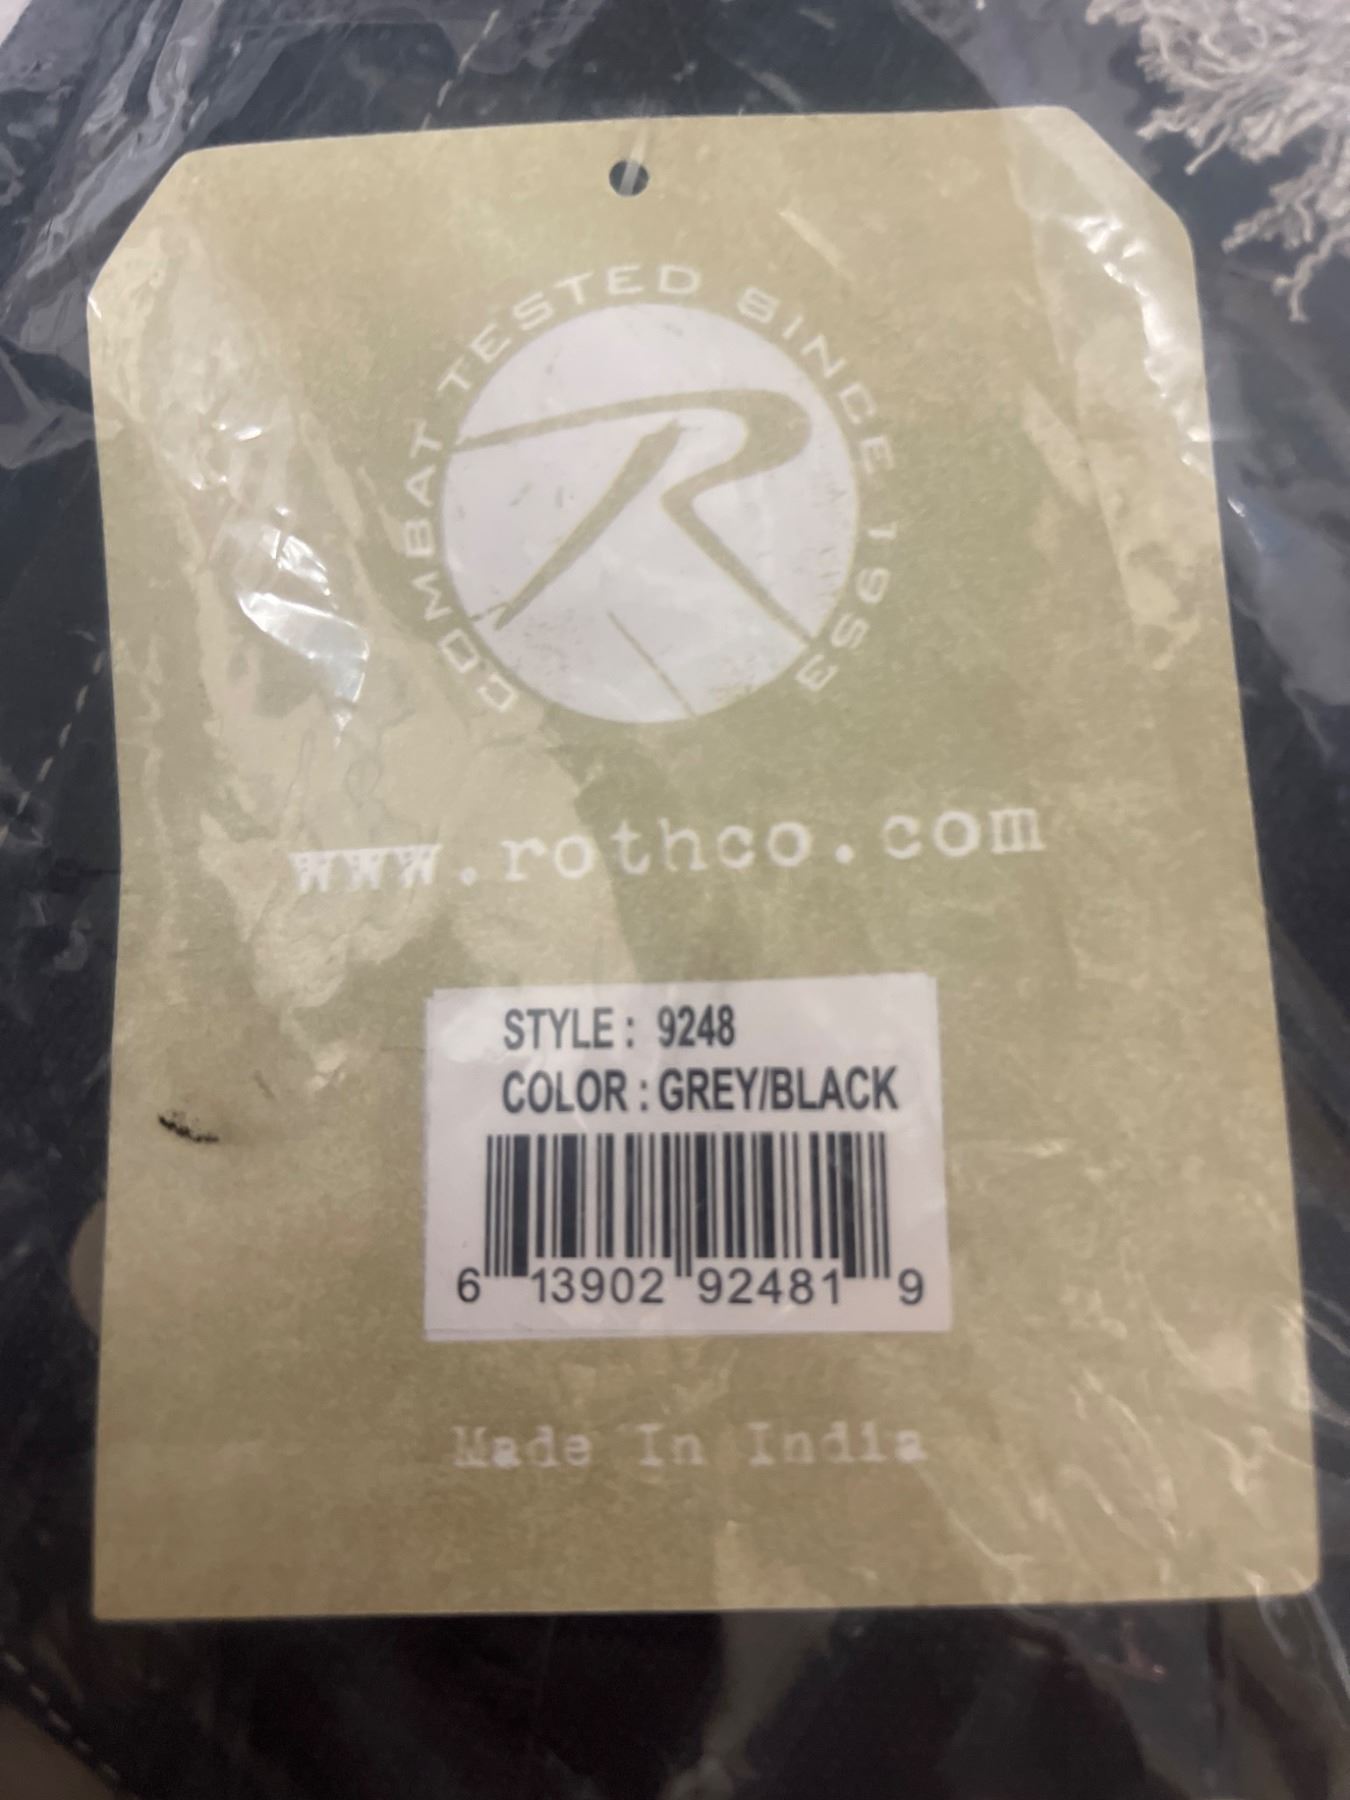 COMBAT TESTED SINCE 1953
R
www.rothco.com
STYLE : 9248
COLOR : GREY/BLACK
6 13902 92481 9
Made In India